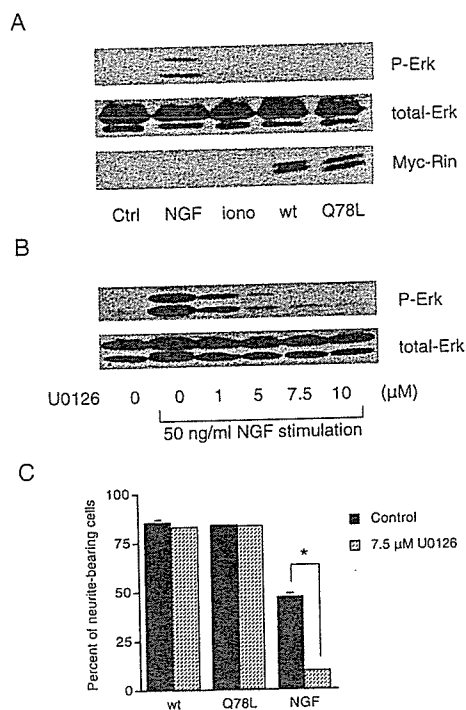 A
P-Erk
total-Erk
Myc-Rin
Ctrl NGF iono wt Q78L
B
P-Erk
total-Erk
U0126 0 0 1 5 7.5 10 (μM)
50 ng/ml NGF stimulation
C
Percent of neurite-bearing cells
100
75
50
25
0
Control
7.5 μM U0126
*
wt Q78L NGF